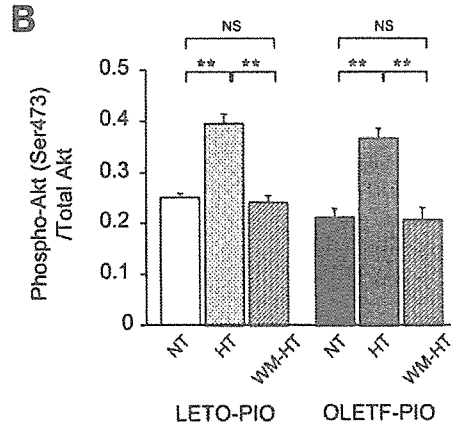 B
NS NS
** ** ** **
0.5
0.4
0.3
0.2
0.1
0
Phospho-Akt (Ser473)
/Total Akt
NT HT WM-HT NT HT WM-HT
LETO-PIO OLETF-PIO